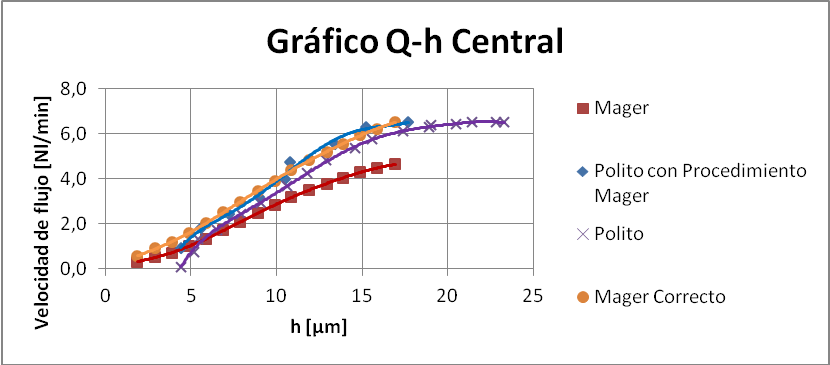 Gráfico Q-h Central
Velocidad de flujo [Nl/min]
8,0
6,0
4,0
2,0
0,0
0 5 10 15 20 25
h [µm]
Mager
Polito con Procedimiento
Mager
Polito
Mager Correcto